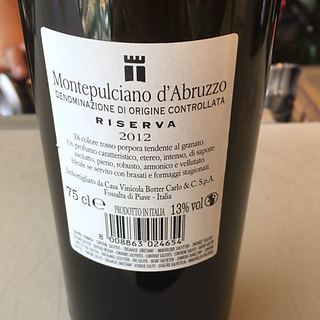 Montepulciano d'Abruzzo
DENOMINAZIONE DI ORIGINE CONTROLLATA
RISERVA
2012
Di colore rosso porpora tendente al granato.
Un profumo caratteristico, etereo, intenso, di sapore
asciutto, pieno, robusto, armonico e vellutato.
Ideale se servito con brasati e formaggi stagionati.
Imbottigliato da Casa Vinicola Botter Carlo & C. S.p.A.
Fossalta di Piave - Italia
75 cl e PRODOTTO IN ITALIA 13% vol
8 008863 024654